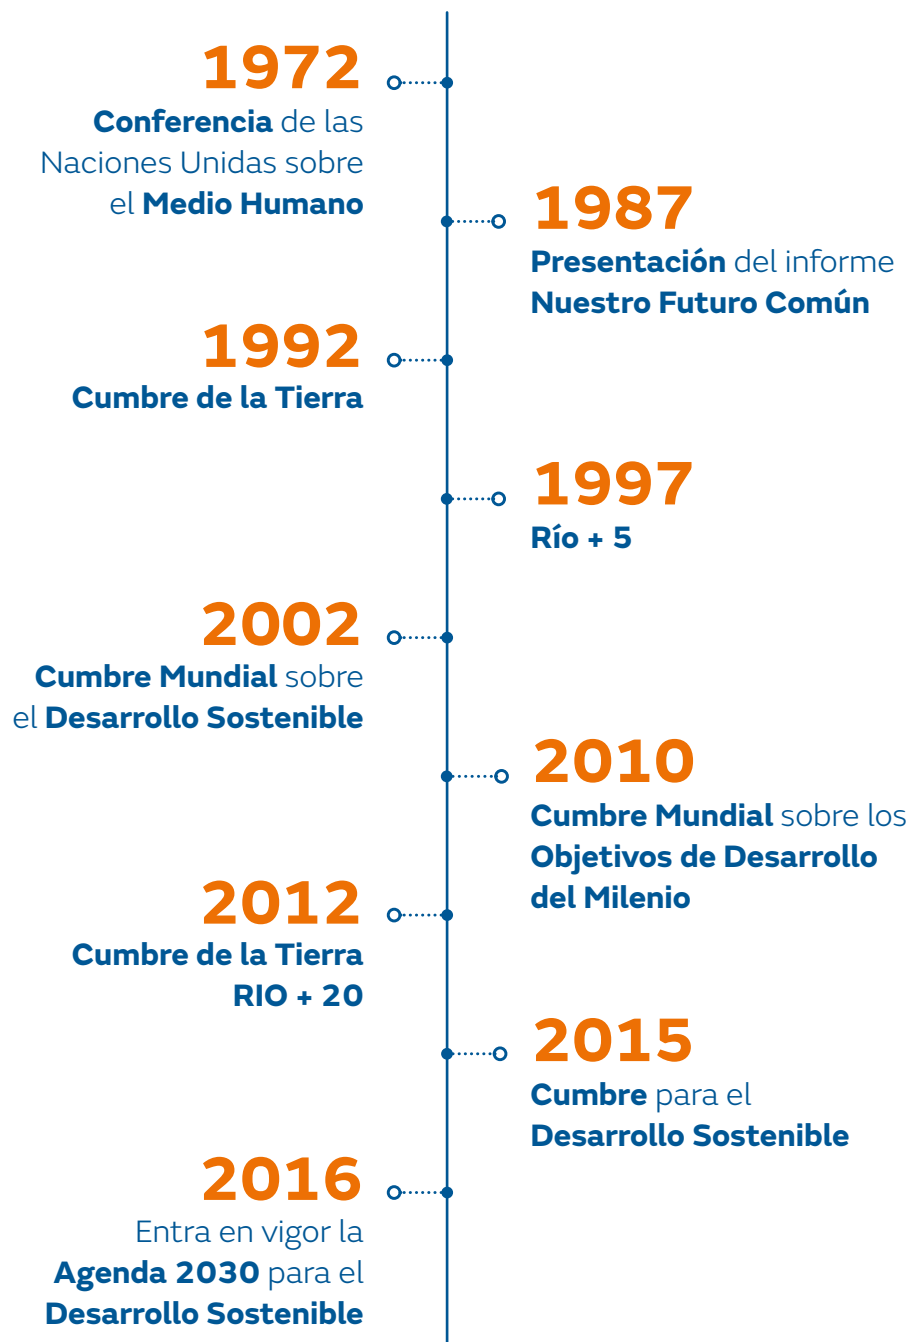 1972
Conferencia de las
Naciones Unidas sobre
el Medio Humano
1987
Presentación del informe
Nuestro Futuro Común
1992
Cumbre de la Tierra
1997
Río + 5
2002
Cumbre Mundial sobre
el Desarrollo Sostenible
2010
Cumbre Mundial sobre los
Objetivos de Desarrollo
del Milenio
2012
Cumbre de la Tierra
RIO + 20
2015
Cumbre para el
Desarrollo Sostenible
2016
Entra en vigor la
Agenda 2030 para el
Desarrollo Sostenible